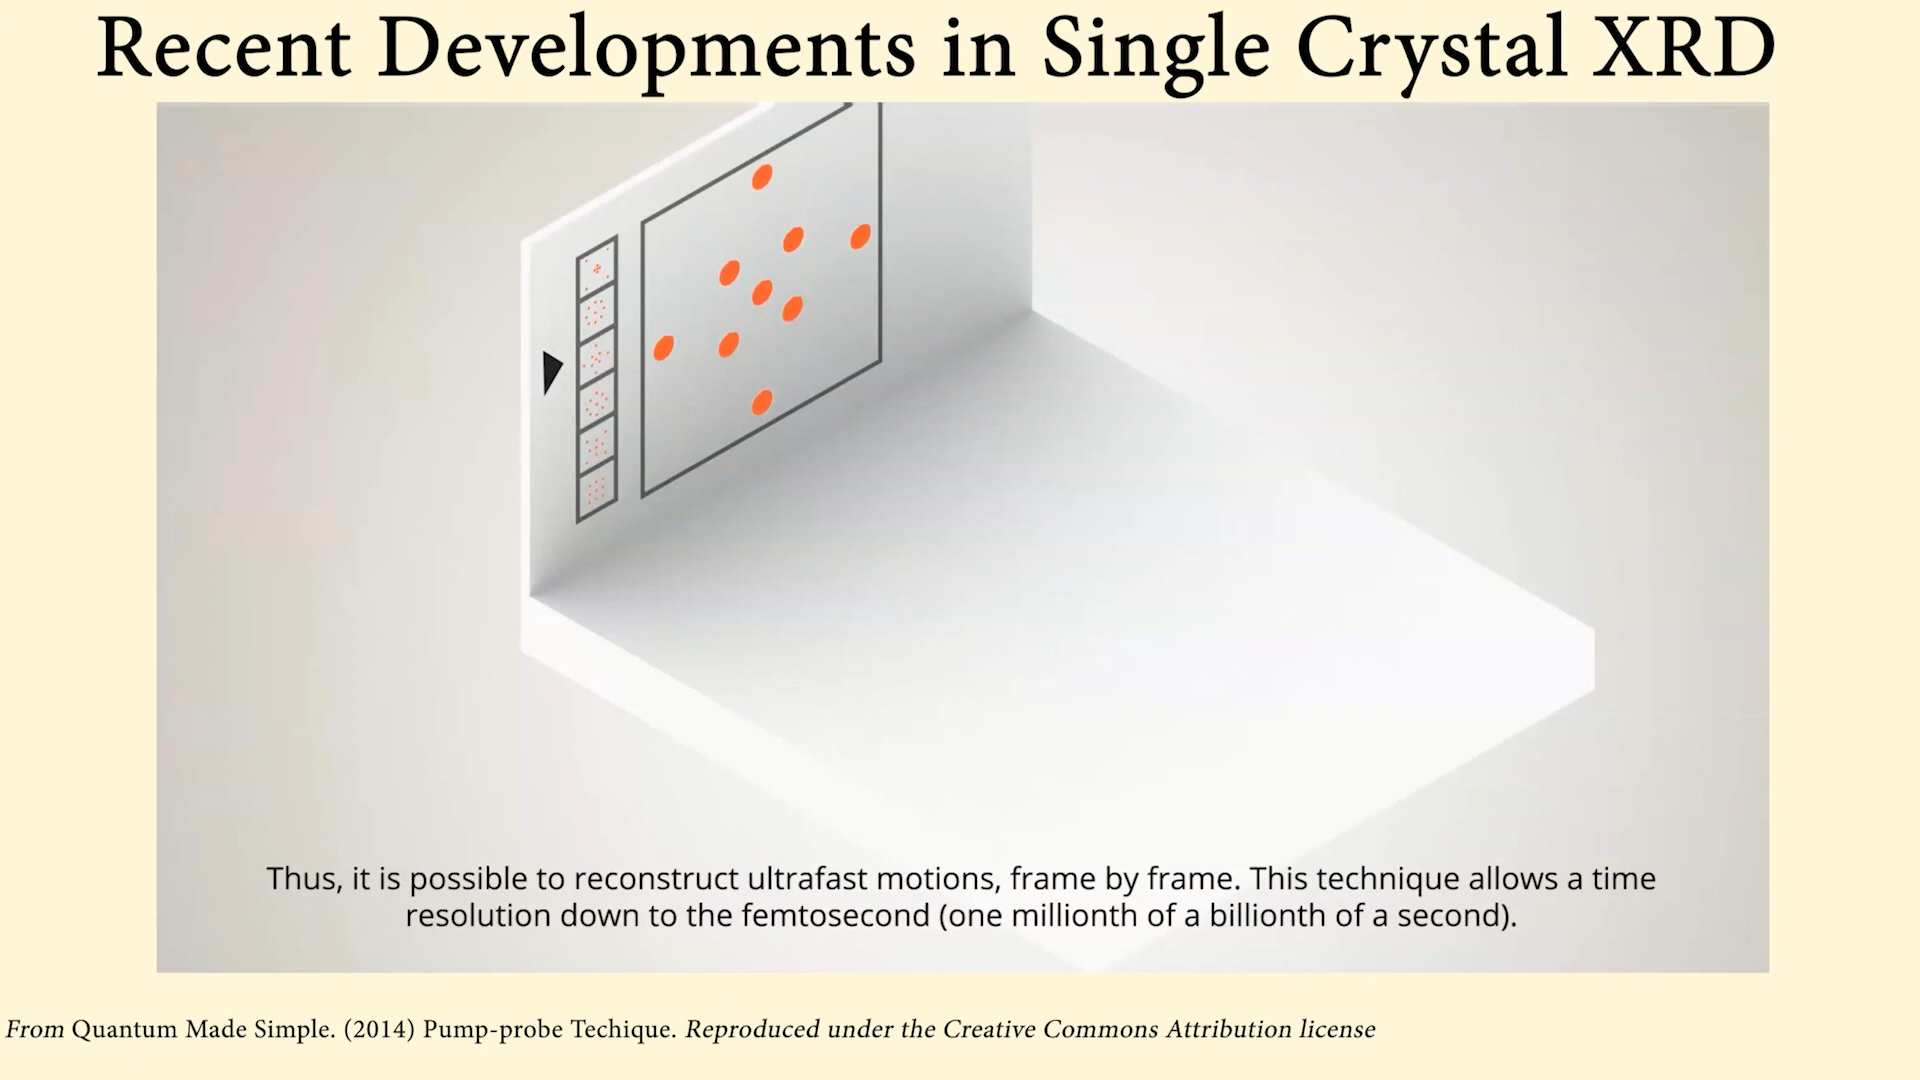 Recent Developments in Single Crystal XRD
Thus, it is possible to reconstruct ultrafast motions, frame by frame. This technique allows a time
resolution down to the femtosecond (one millionth of a billionth of a second).
From Quantum Made Simple. (2014) Pump-probe Techique. Reproduced under the Creative Commons Attribution license